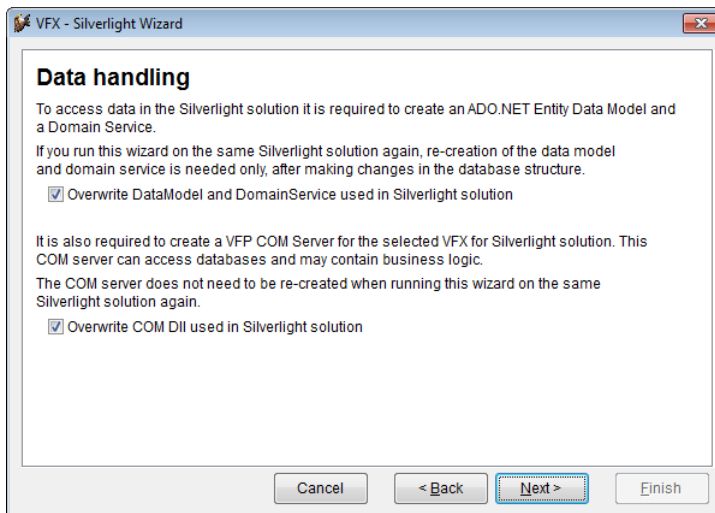 VFX - Silverlight Wizard
Data handling
To access data in the Silverlight solution it is required to create an ADO.NET Entity Data Model and
a Domain Service.
If you run this wizard on the same Silverlight solution again, re-creation of the data model
and domain service is needed only, after making changes in the database structure.
Overwrite DataModel and DomainService used in Silverlight solution
It is also required to create a VFP COM Server for the selected VFX for Silverlight solution. This
COM server can access databases and may contain business logic.
The COM server does not need to be re-created when running this wizard on the same
Silverlight solution again.
Overwrite COM Dll used in Silverlight solution
Cancel < Back Next > Finish